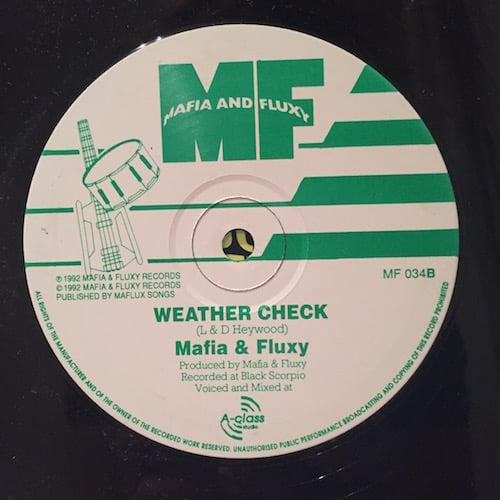 MF
MAFIA AND FLUXY
℗ 1992 MAFIA & FLUXY RECORDS
© 1992 MAFIA & FLUXY RECORDS
PUBLISHED BY MAFLUX SONGS
MF 034B
WEATHER CHECK
(L & D Heywood)
Mafia & Fluxy
Produced by Mafia & Fluxy
Recorded at Black Scorpio
Voiced and Mixed at
A-class
studio
ALL RIGHTS OF THE MANUFACTURER AND OF THE OWNER OF THE RECORDED WORK RESERVED. UNAUTHORISED PUBLIC PERFORMANCE BROADCASTING AND COPYING OF THIS RECORD PROHIBITED